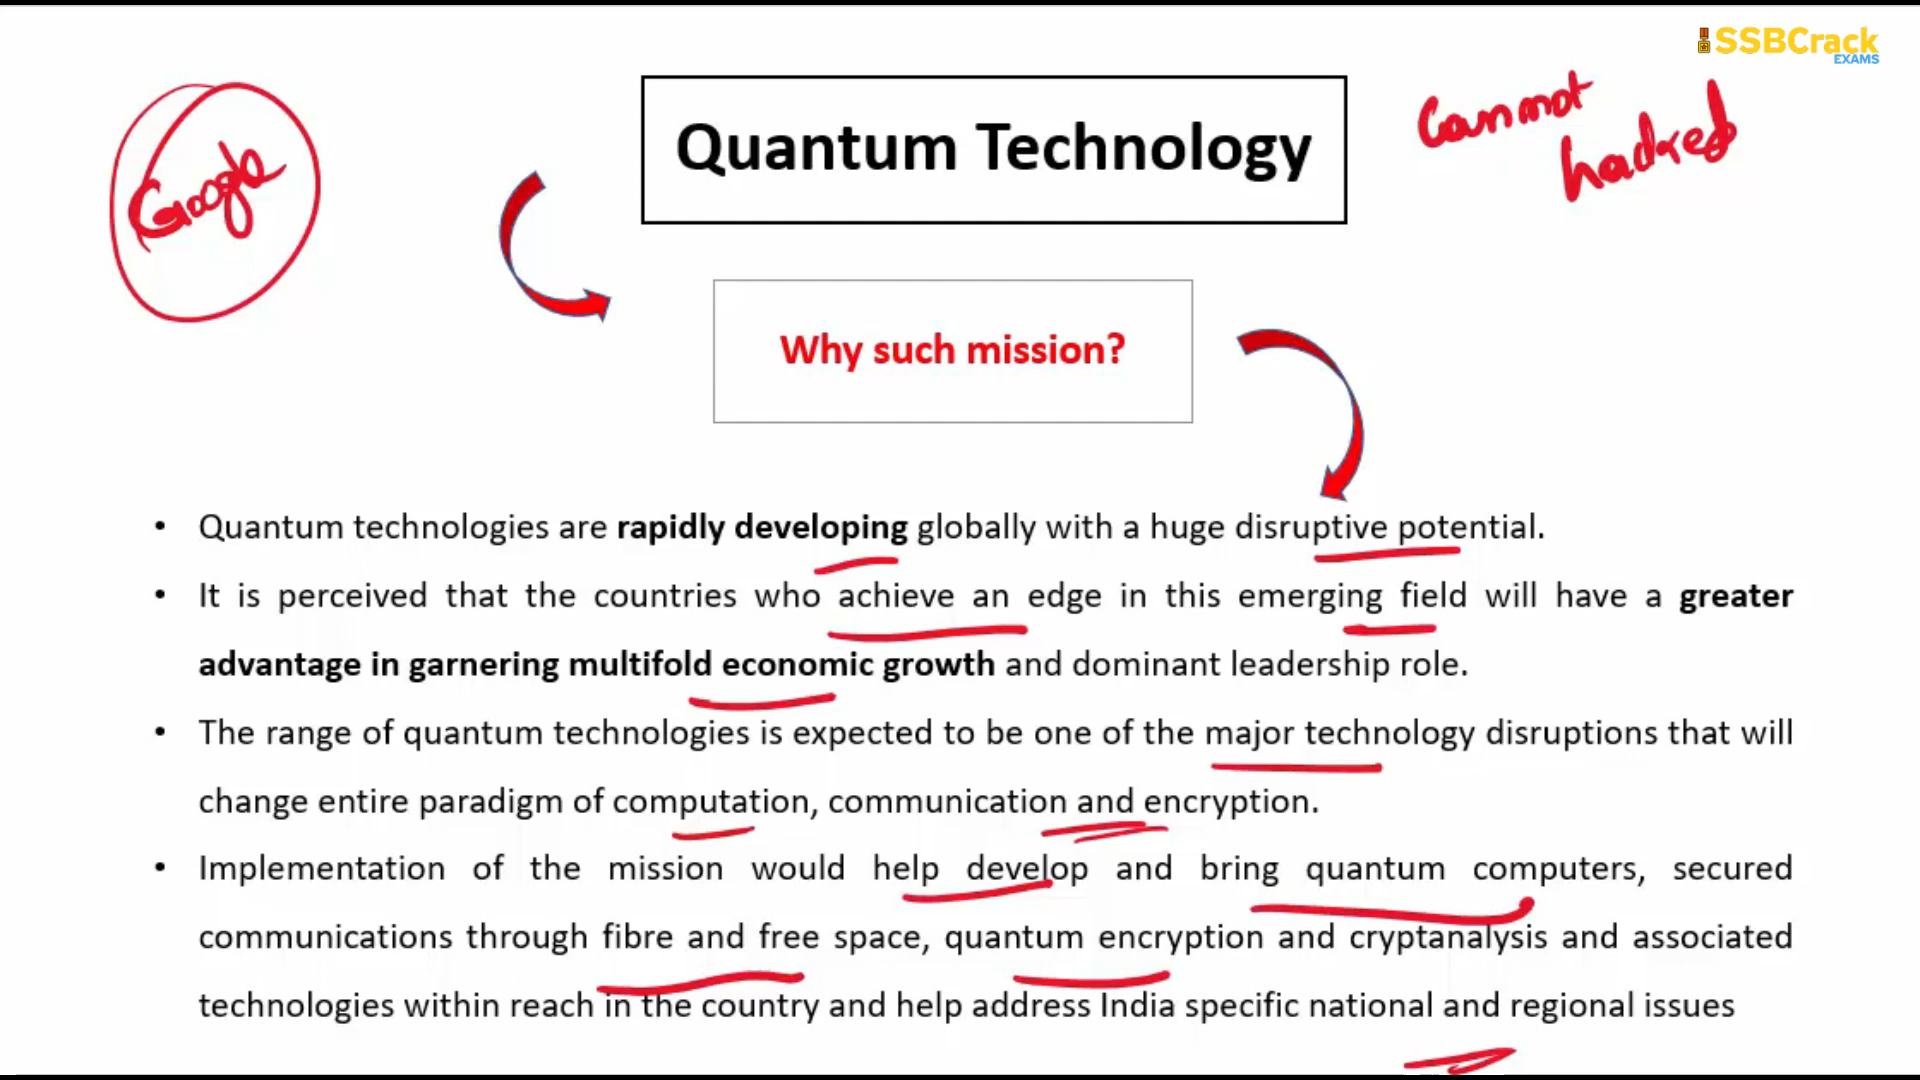 SSBCrack
EXAMS
Google
Quantum Technology
Cannot
hacked
Why such mission?
• Quantum technologies are rapidly developing globally with a huge disruptive potential.
• It is perceived that the countries who achieve an edge in this emerging field will have a greater
advantage in garnering multifold economic growth and dominant leadership role.
• The range of quantum technologies is expected to be one of the major technology disruptions that will
change entire paradigm of computation, communication and encryption.
• Implementation of the mission would help develop and bring quantum computers, secured
communications through fibre and free space, quantum encryption and cryptanalysis and associated
technologies within reach in the country and help address India specific national and regional issues